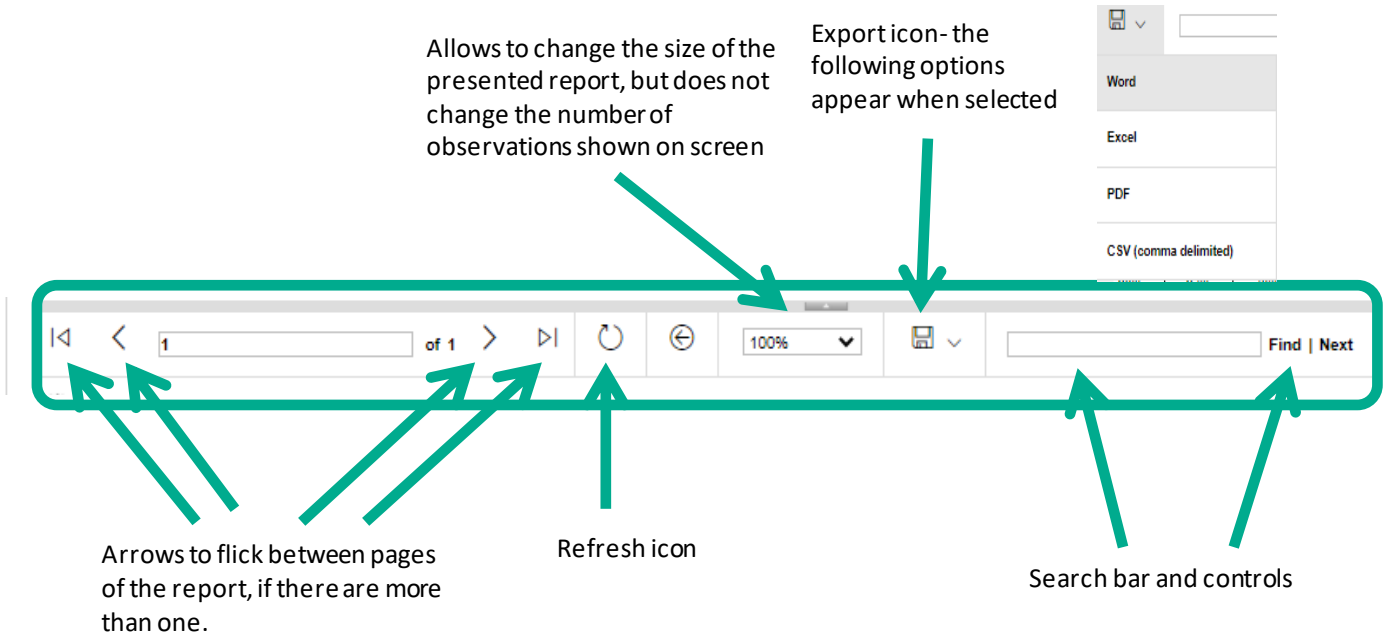 Allows to change the size of the
presented report, but does not
change the number of
observations shown on screen
Export icon- the
following options
appear when selected
Word
Excel
PDF
CSV (comma delimited)
1
of 1
100%
Find | Next
Arrows to flick between pages
of the report, if there are more
than one.
Refresh icon
Search bar and controls